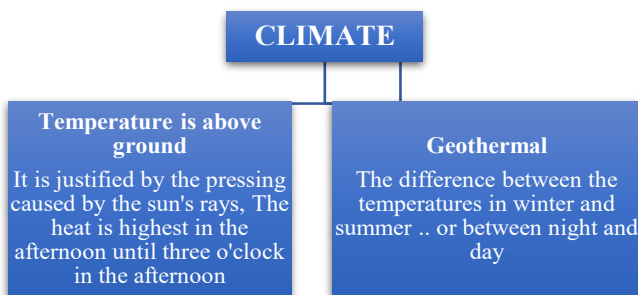 CLIMATE
Temperature is above
ground
It is justified by the pressing
caused by the sun's rays, The
heat is highest in the
afternoon until three o'clock
in the afternoon
Geothermal
The difference between the
temperatures in winter and
summer .. or between night and
day